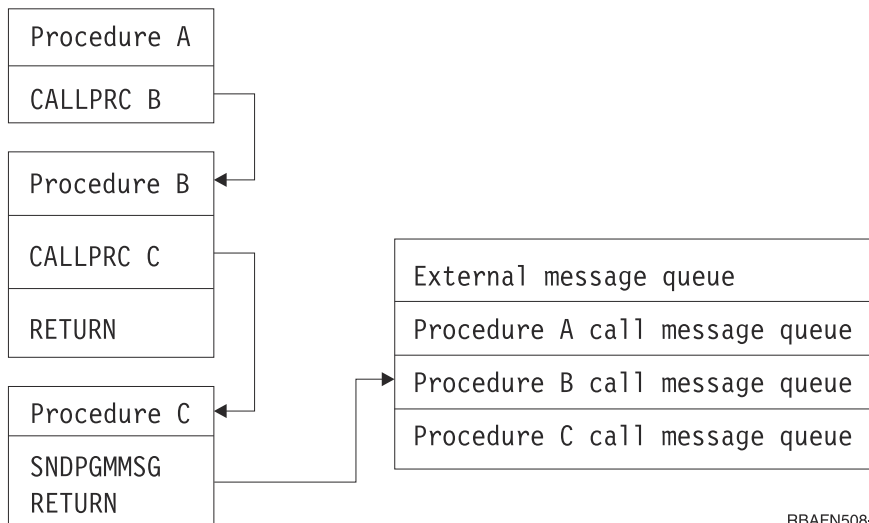 Procedure A
CALLPRC B
Procedure B
CALLPRC C
RETURN
Procedure C
SNDPGMMSG
RETURN
External message queue
Procedure A call message queue
Procedure B call message queue
Procedure C call message queue